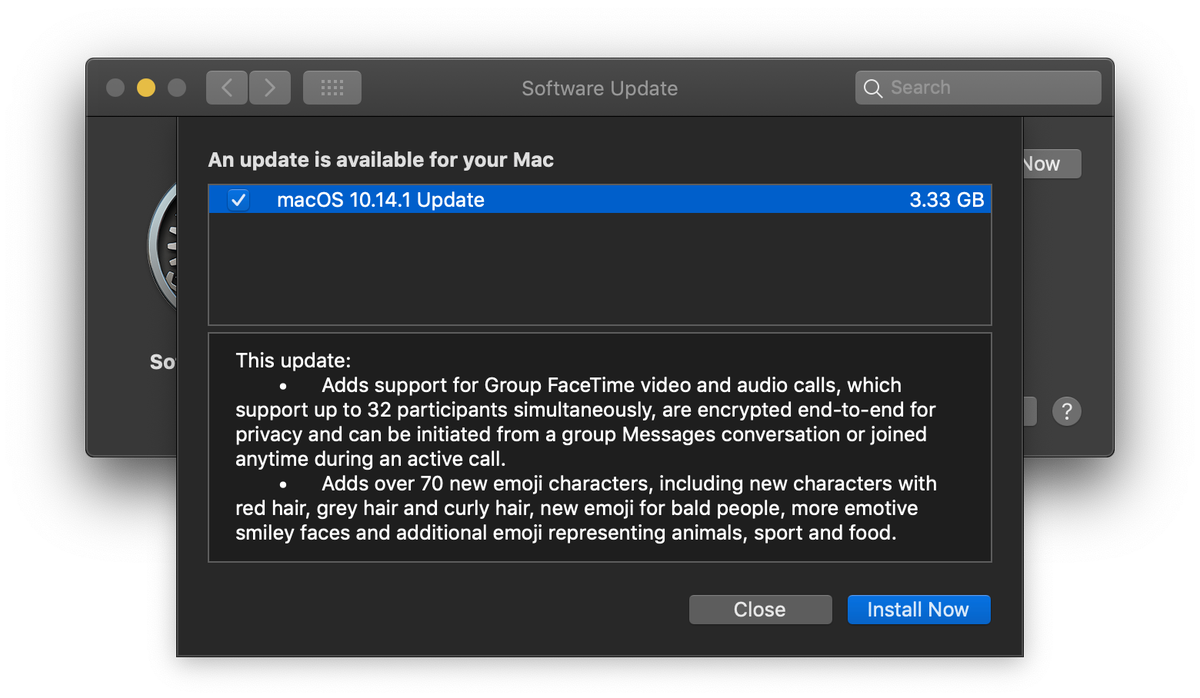 Software Update
Search
An update is available for your Mac
Now
macOS 10.14.1 Update 3.33 GB
So
This update:
• Adds support for Group FaceTime video and audio calls, which
support up to 32 participants simultaneously, are encrypted end-to-end for
privacy and can be initiated from a group Messages conversation or joined
anytime during an active call.
• Adds over 70 new emoji characters, including new characters with
red hair, grey hair and curly hair, new emoji for bald people, more emotive
smiley faces and additional emoji representing animals, sport and food.
?
Close
Install Now